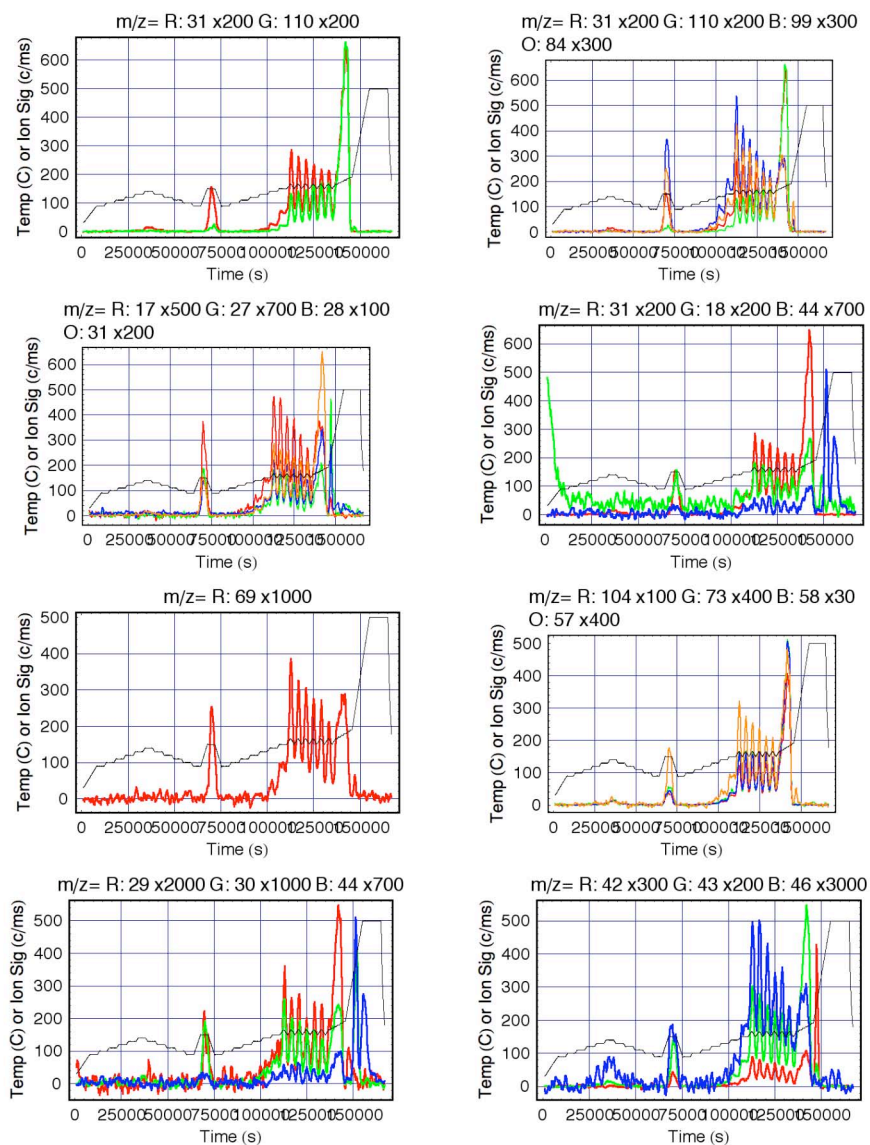 m/z= R: 31 x200 G: 110 x200
Temp (C) or Ion Sig (c/ms)
600
500
400
300
200
100
0
0 25000 50000 75000 100000 125000 150000
Time (s)
m/z= R: 31 x200 G: 110 x200 B: 99 x300
O: 84 x300
Temp (C) or Ion Sig (c/ms)
600
500
400
300
200
100
0
0 25000 50000 75000 100000 125000 150000
Time (s)
m/z= R: 17 x500 G: 27 x700 B: 28 x100
O: 31 x200
Temp (C) or Ion Sig (c/ms)
600
500
400
300
200
100
0
0 25000 50000 75000 100000 125000 150000
Time (s)
m/z= R: 31 x200 G: 18 x200 B: 44 x700
Temp (C) or Ion Sig (c/ms)
600
500
400
300
200
100
0
0 25000 50000 75000 100000 125000 150000
Time (s)
m/z= R: 69 x1000
Temp (C) or Ion Sig (c/ms)
500
400
300
200
100
0
0 25000 50000 75000 100000 125000 150000
Time (s)
m/z= R: 104 x100 G: 73 x400 B: 58 x30
O: 57 x400
Temp (C) or Ion Sig (c/ms)
500
400
300
200
100
0
0 25000 50000 75000 100000 125000 150000
Time (s)
m/z= R: 29 x2000 G: 30 x1000 B: 44 x700
Temp (C) or Ion Sig (c/ms)
500
400
300
200
100
0
0 25000 50000 75000 100000 125000 150000
Time (s)
m/z= R: 42 x300 G: 43 x200 B: 46 x3000
Temp (C) or Ion Sig (c/ms)
500
400
300
200
100
0
0 25000 50000 75000 100000 125000 150000
Time (s)